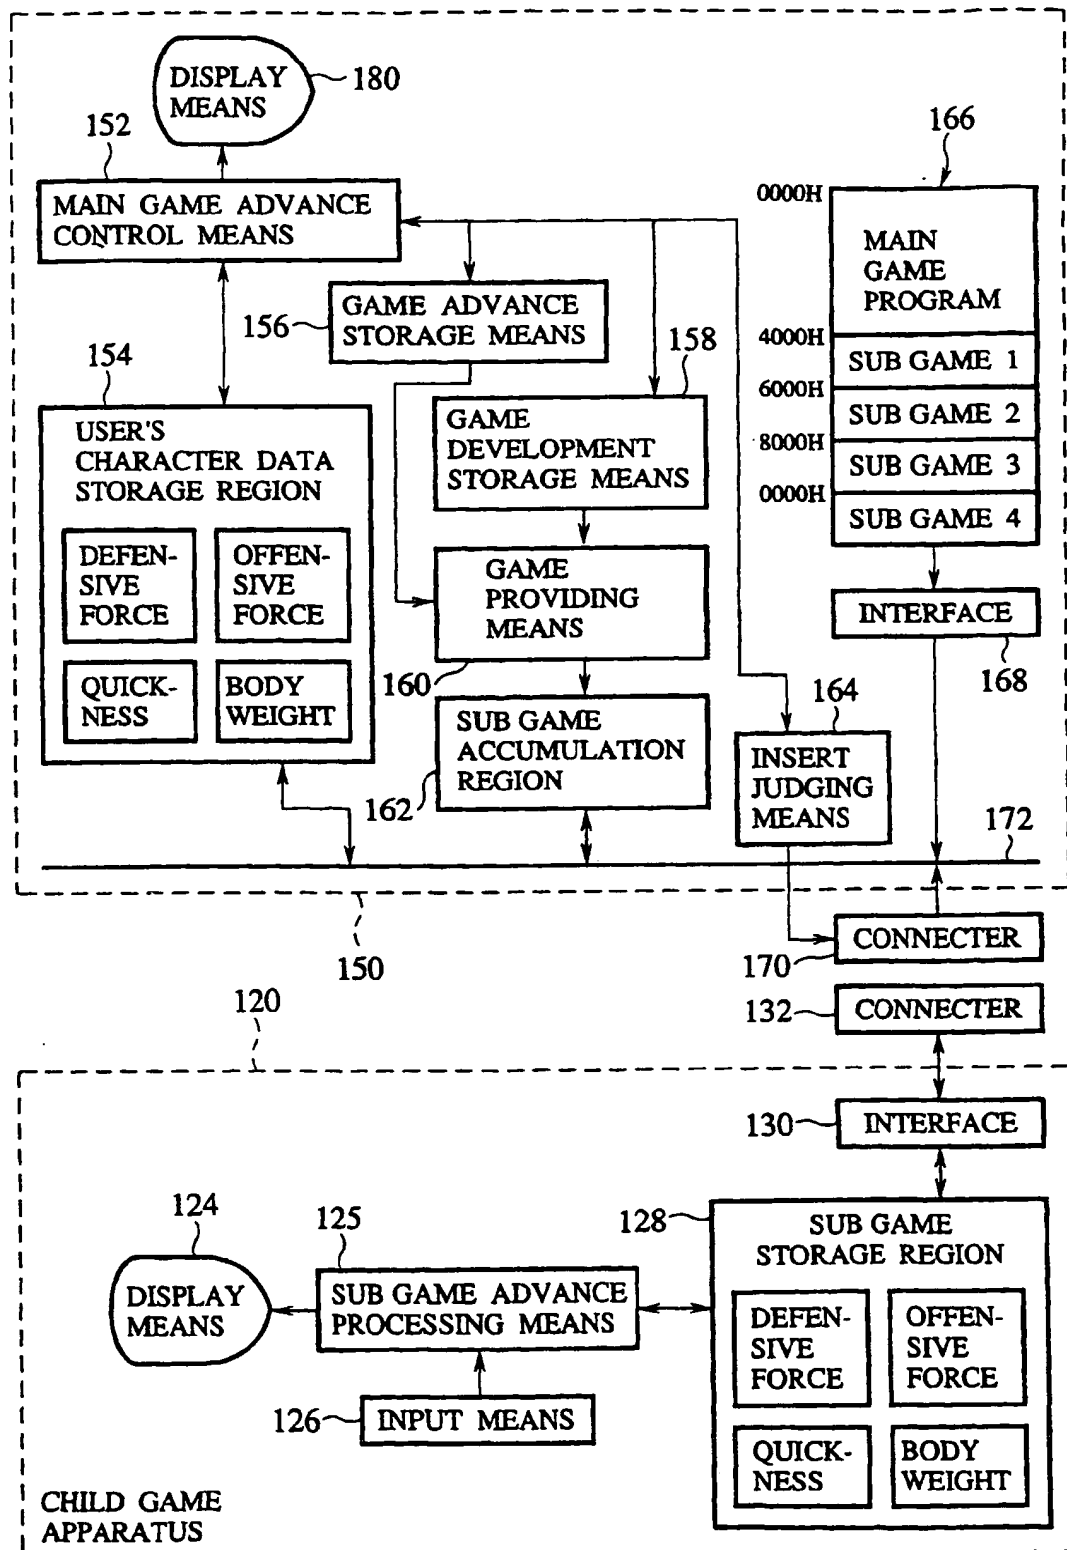 DISPLAY
MEANS
180
152
166
0000H
MAIN GAME ADVANCE
CONTROL MEANS
MAIN
GAME
PROGRAM
156
GAME ADVANCE
STORAGE MEANS
158
4000H
SUB GAME 1
154
6000H
SUB GAME 2
USER'S
CHARACTER DATA
STORAGE REGION
GAME
DEVELOPMENT
STORAGE MEANS
8000H
SUB GAME 3
0000H
SUB GAME 4
DEFEN-
SIVE
FORCE
OFFEN-
SIVE
FORCE
GAME
PROVIDING
MEANS
INTERFACE
160
168
QUICK-
NESS
BODY
WEIGHT
164
SUB GAME
ACCUMULATION
REGION
INSERT
JUDGING
MEANS
162
172
150
CONNECTER
170
120
132
CONNECTER
130
INTERFACE
124
125
128
SUB GAME
STORAGE REGION
DISPLAY
MEANS
SUB GAME ADVANCE
PROCESSING MEANS
DEFEN-
SIVE
FORCE
OFFEN-
SIVE
FORCE
126
INPUT MEANS
QUICK-
NESS
BODY
WEIGHT
CHILD GAME
APPARATUS